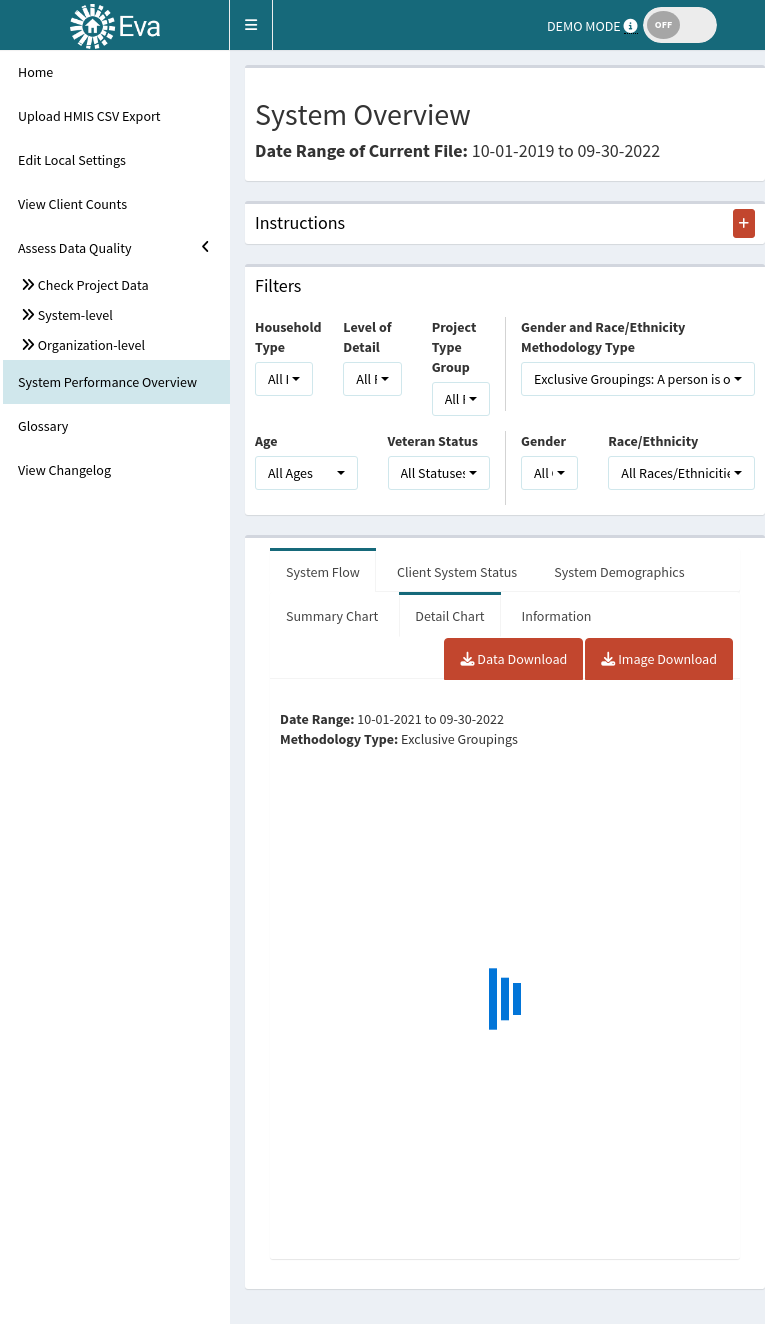 Eva
DEMO MODE
OFF
Home
Upload HMIS CSV Export
Edit Local Settings
View Client Counts
Assess Data Quality
Check Project Data
System-level
Organization-level
System Performance Overview
Glossary
View Changelog
System Overview
Date Range of Current File: 10-01-2019 to 09-30-2022
Instructions
Filters
Household
Type
All
Level of
Detail
All
Project
Type
Group
All
Gender and Race/Ethnicity
Methodology Type
Exclusive Groupings: A person is o
Age
All Ages
Veteran Status
All Statuses
Gender
All
Race/Ethnicity
All Races/Ethnicitie
System Flow
Client System Status
System Demographics
Summary Chart
Detail Chart
Information
Data Download
Image Download
Date Range: 10-01-2021 to 09-30-2022
Methodology Type: Exclusive Groupings